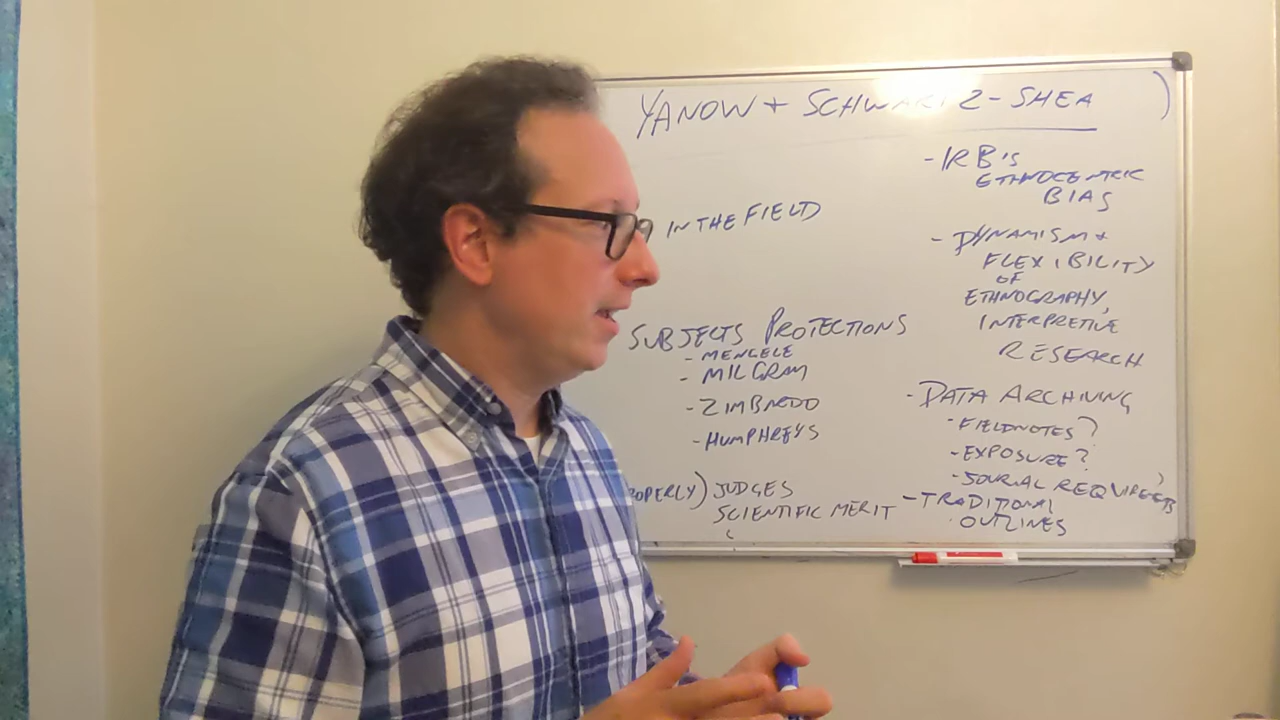 YANOW + SCHWARTZ-SHEA )
IN THE FIELD
SUBJECTS PROTECTIONS
- MENGELE
- MILGRAM
- ZIMBARDO
- HUMPHREYS
OPERLY) JUDGES
SCIENTIFIC MERIT
- IRB'S
ETHNOCENTRIC
BIAS
- DYNAMISM +
FLEXIBILITY
OF
ETHNOGRAPHY,
INTERPRETIVE
RESEARCH
- DATA ARCHIVING
- FIELDNOTES?
- EXPOSURE?
- JOURNAL REQUIREMENTS?
- TRADITIONAL
OUTLINES